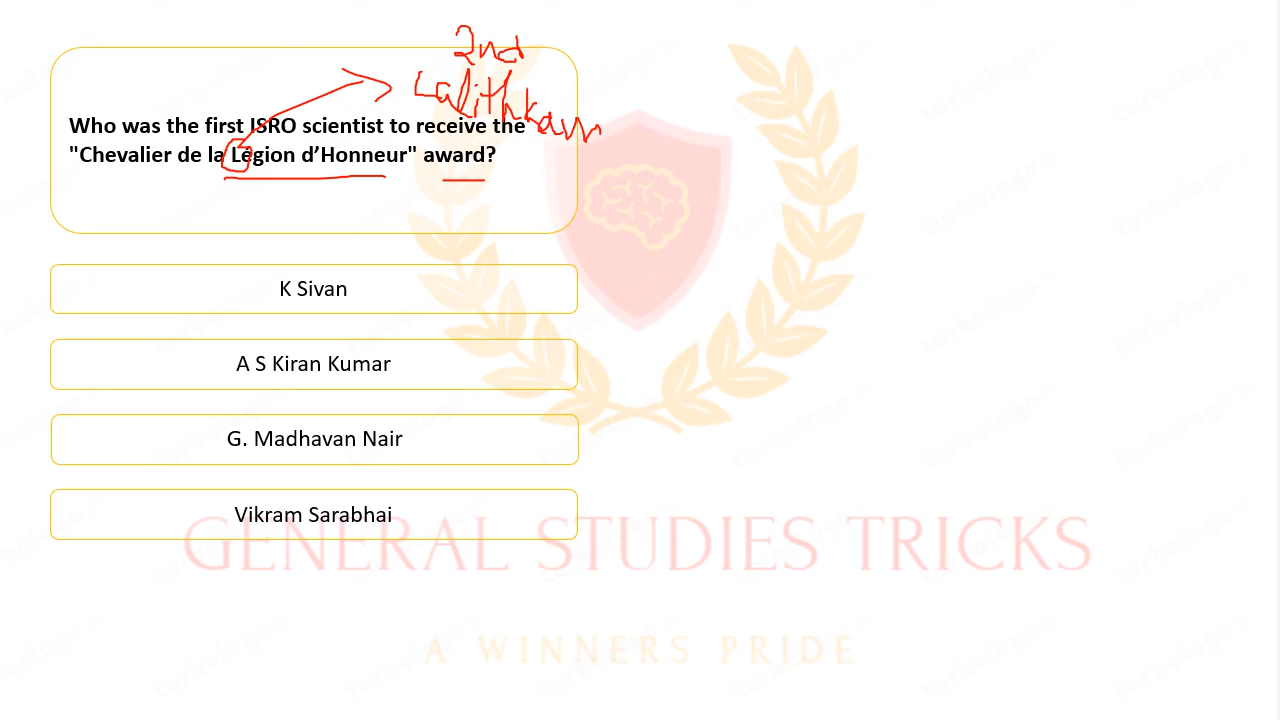 2nd
Lalithkam
Who was the first ISRO scientist to receive the
"Chevalier de la Légion d’Honneur" award?
K Sivan
A S Kiran Kumar
G. Madhavan Nair
Vikram Sarabhai
GENERAL STUDIES TRICKS
A WINNERS PRIDE